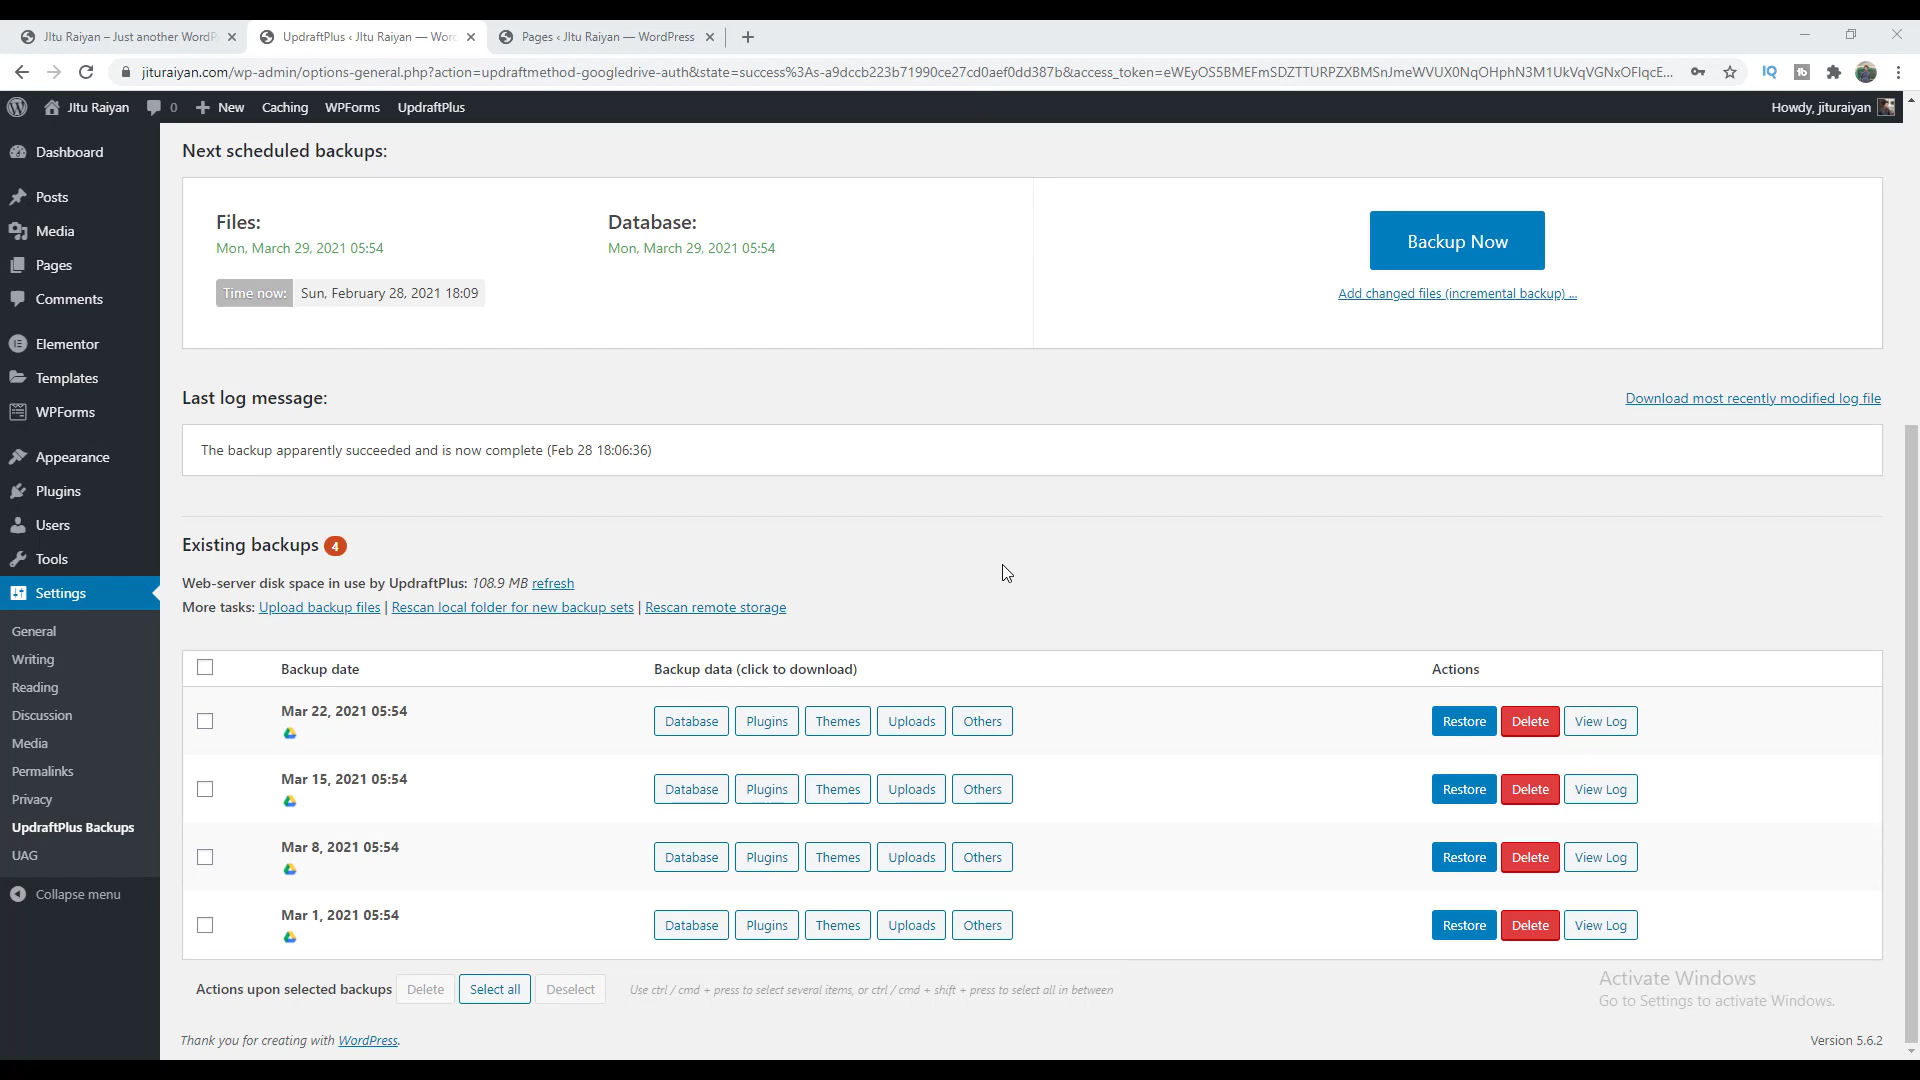 JItu Raiyan – Just another WordP
UpdraftPlus ‹ JItu Raiyan — Wor
Pages ‹ JItu Raiyan — WordPress
jituraiyan.com/wp-admin/options-general.php?action=updraftmethod-googledrive-auth&state=success%3As-a9dccb223b71990ce27cd0aef0dd387b&access_token=eWEyOS5BMEFmSDZTTURPZXBMSnJmeWVUX0NqOHphN3M1UkVqVGNxOFlqcE...
JItu Raiyan 0 New Caching WPForms UpdraftPlus Howdy, jituraiyan
Dashboard
Posts
Media
Pages
Comments
Elementor
Templates
WPForms
Appearance
Plugins
Users
Tools
Settings
General
Writing
Reading
Discussion
Media
Permalinks
Privacy
UpdraftPlus Backups
UAG
Collapse menu
Next scheduled backups:
Files:
Mon, March 29, 2021 05:54
Database:
Mon, March 29, 2021 05:54
Time now: Sun, February 28, 2021 18:09
Backup Now
Add changed files (incremental backup) ...
Last log message:
Download most recently modified log file
The backup apparently succeeded and is now complete (Feb 28 18:06:36)
Existing backups 4
Web-server disk space in use by UpdraftPlus: 108.9 MB refresh
More tasks: Upload backup files | Rescan local folder for new backup sets | Rescan remote storage
Backup date Backup data (click to download) Actions
Mar 22, 2021 05:54 Database Plugins Themes Uploads Others Restore Delete View Log
Mar 15, 2021 05:54 Database Plugins Themes Uploads Others Restore Delete View Log
Mar 8, 2021 05:54 Database Plugins Themes Uploads Others Restore Delete View Log
Mar 1, 2021 05:54 Database Plugins Themes Uploads Others Restore Delete View Log
Actions upon selected backups Delete Select all Deselect Use ctrl / cmd + press to select several items, or ctrl / cmd + shift + press to select all in between
Activate Windows
Go to Settings to activate Windows.
Thank you for creating with WordPress.
Version 5.6.2